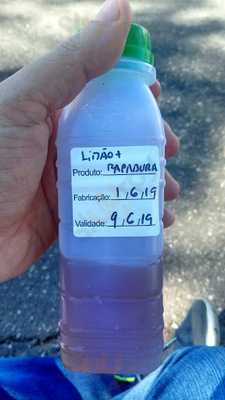 LIMÃO +
Produto: RAPADURA
Fabricação: 1,6,19
Validade: 9,6,19